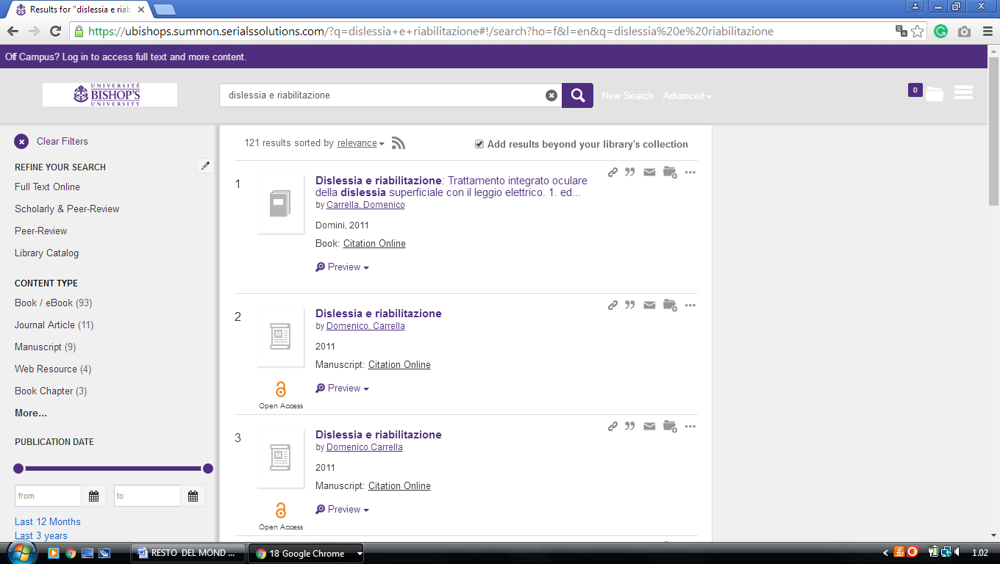 Results for "dislessia e riab
https://ubishops.summon.serialssolutions.com/?q=dislessia+e+riabilitazione#!/search?ho=f&l=en&q=dislessia%20e%20riabilitazione
Off Campus? Log in to access full text and more content.
UNIVERSITÉ
BISHOP'S
UNIVERSITY
dislessia e riabilitazione
New Search Advanced
0
Clear Filters
REFINE YOUR SEARCH
Full Text Online
Scholarly & Peer-Review
Peer-Review
Library Catalog
CONTENT TYPE
Book / eBook (93)
Journal Article (11)
Manuscript (9)
Web Resource (4)
Book Chapter (3)
More...
PUBLICATION DATE
from to
Last 12 Months
Last 3 years
121 results sorted by relevance
Add results beyond your library's collection
1
Dislessia e riabilitazione: Trattamento integrato oculare
della dislessia superficiale con il leggio elettrico. 1. ed...
by Carrella, Domenico
Domini, 2011
Book: Citation Online
Preview
2
Dislessia e riabilitazione
by Domenico. Carrella
2011
Manuscript: Citation Online
Preview
Open Access
3
Dislessia e riabilitazione
by Domenico Carrella
2011
Manuscript: Citation Online
Preview
Open Access
RESTO DEL MOND ...
18 Google Chrome
1.02